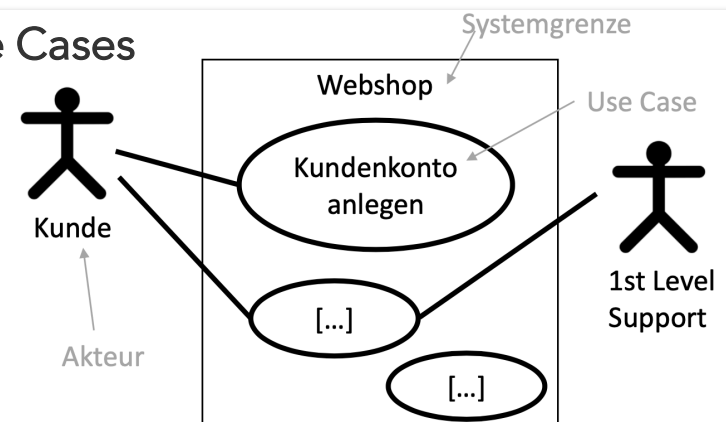 e Cases
Systemgrenze
Webshop
Use Case
Kundenkonto
anlegen
Kunde
1st Level
Support
[...]
Akteur
[...]